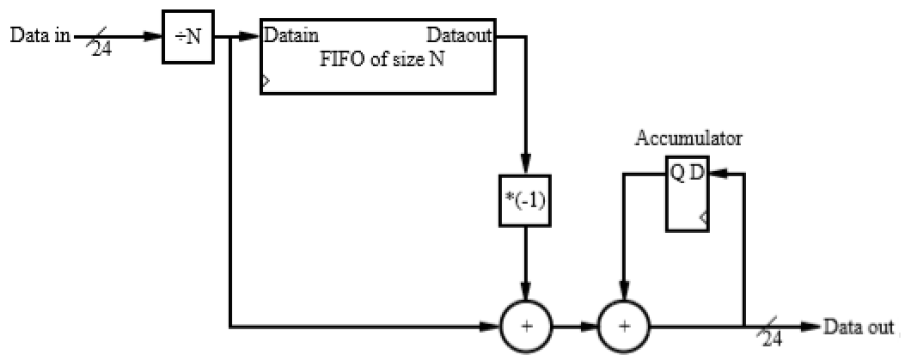 Data in
24
÷N
Datain
Dataout
FIFO of size N
Accumulator
Q D
*(-1)
+
+
24
Data out